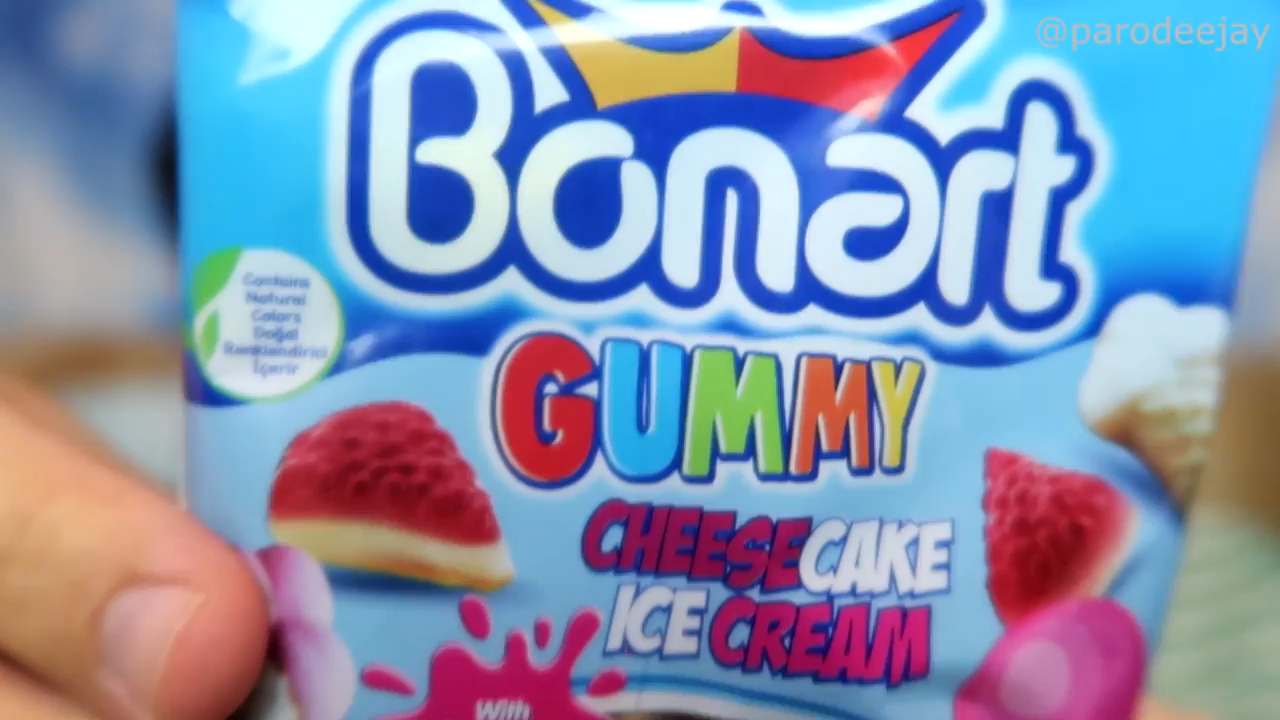 @parodeejay
Bonart
Contains
Natural
Colors
Doğal
Renklendirici
İçerir
GUMMY
CHEESECAKE
ICE CREAM
With